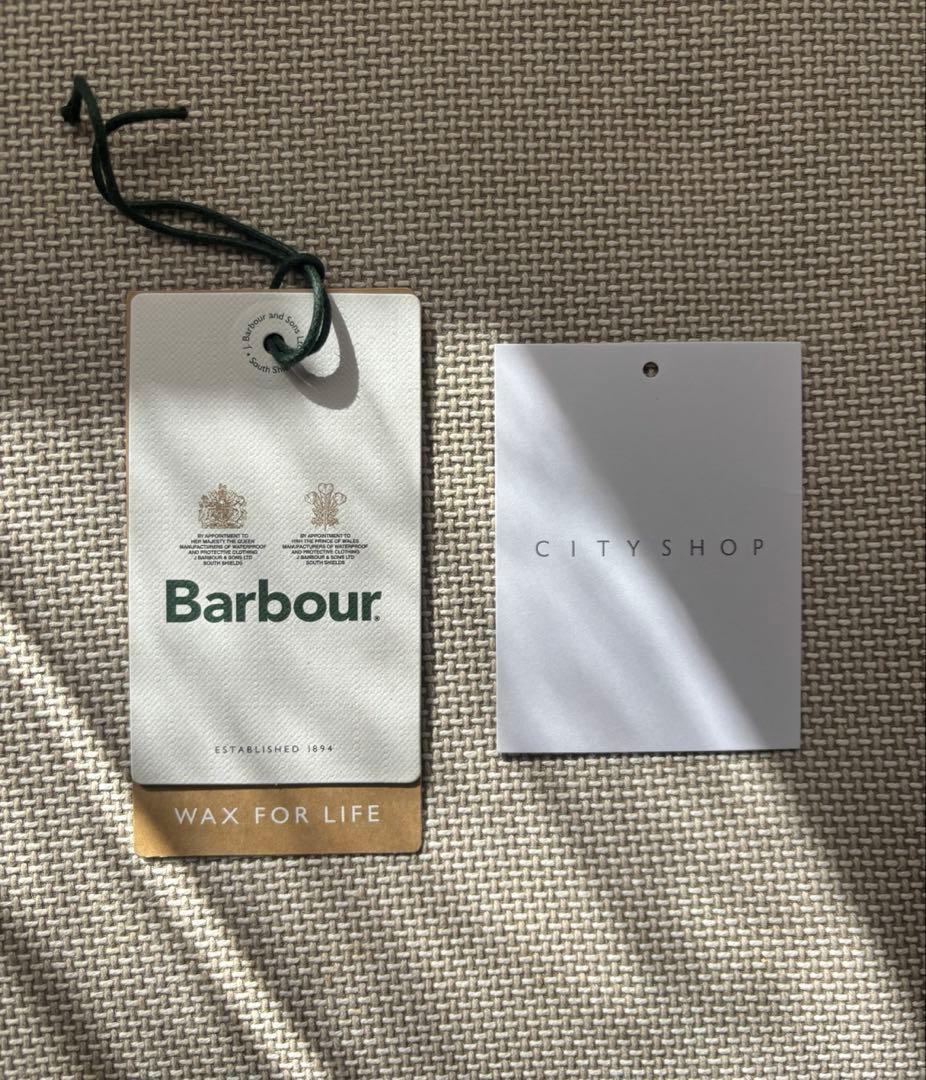 J. Barbour and Sons Ltd
• South Shi
BY APPOINTMENT TO
HER MAJESTY THE QUEEN
MANUFACTURERS OF WATERPROOF
AND PROTECTIVE CLOTHING
J. BARBOUR & SONS LTD
SOUTH SHIELDS
BY APPOINTMENT TO
HRH THE PRINCE OF WALES
MANUFACTURERS OF WATERPROOF
AND PROTECTIVE CLOTHING
J. BARBOUR & SONS LTD
SOUTH SHIELDS
Barbour®
ESTABLISHED 1894
WAX FOR LIFE
CITYSHOP